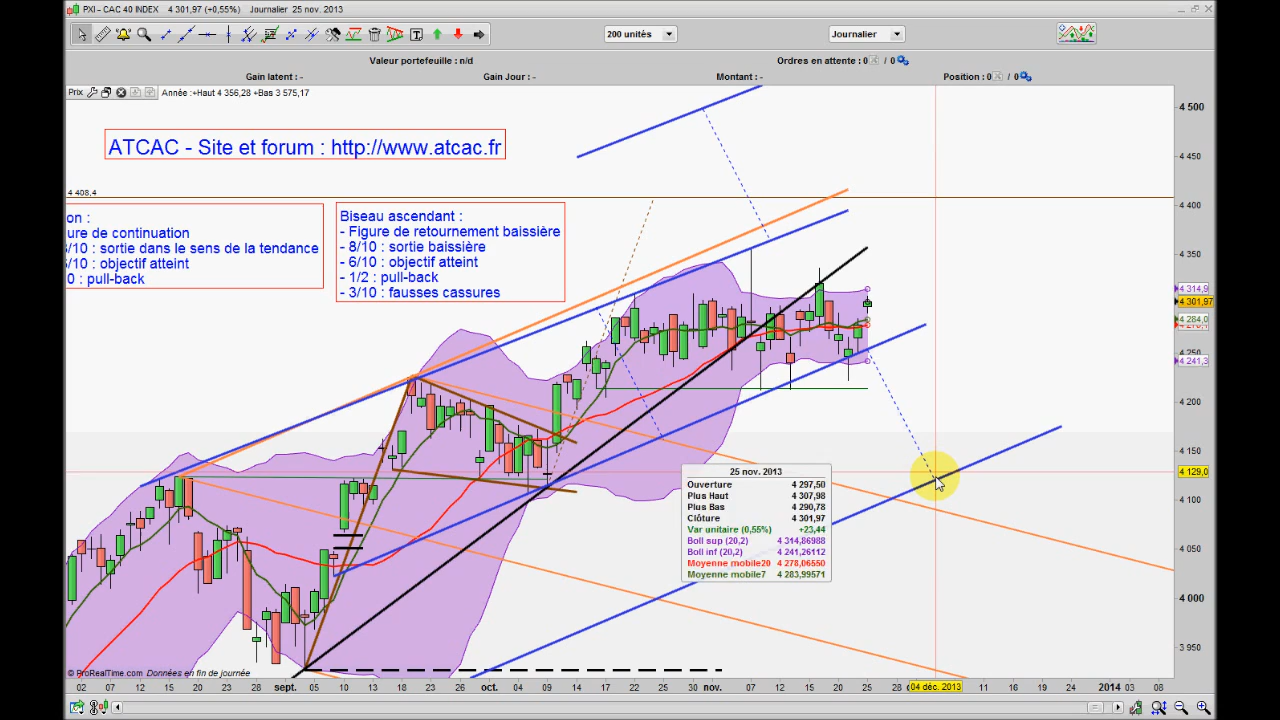 PXI - CAC 40 INDEX 4 301,97 (+0,55%) Journalier 25 nov. 2013
200 unités
Journalier
Valeur portefeuille : n/d
Ordres en attente : 0 / 0
Gain latent : -
Gain Jour : -
Montant : -
Position : 0 / 0
Prix
Année : +Haut 4 356,28 +Bas 3 575,17
ATCAC - Site et forum : http://www.atcac.fr
4 408,4
on :
ure de continuation
/10 : sortie dans le sens de la tendance
/10 : objectif atteint
0 : pull-back
Biseau ascendant :
- Figure de retournement baissière
- 8/10 : sortie baissière
- 6/10 : objectif atteint
- 1/2 : pull-back
- 3/10 : fausses cassures
4 500
4 450
4 400
4 350
4 314,9
4 301,97
4 284,0
4 250
4 241,3
4 200
4 150
4 129,0
4 100
4 050
4 000
3 950
25 nov. 2013
Ouverture 4 297,50
Plus Haut 4 307,98
Plus Bas 4 290,78
Clôture 4 301,97
Var unitaire (0,55%) +23,44
Boll sup (20,2) 4 314,86988
Boll inf (20,2) 4 241,26112
Moyenne mobile20 4 278,06550
Moyenne mobile7 4 283,99571
© ProRealTime.com Données en fin de journée
02 07 12 15 20 23 28 sept. 05 10 13 18 23 26 oct. 04 09 14 17 22 25 30 nov. 07 12 15 20 25 28 04 déc. 2013 11 16 19 24 2014 03 08